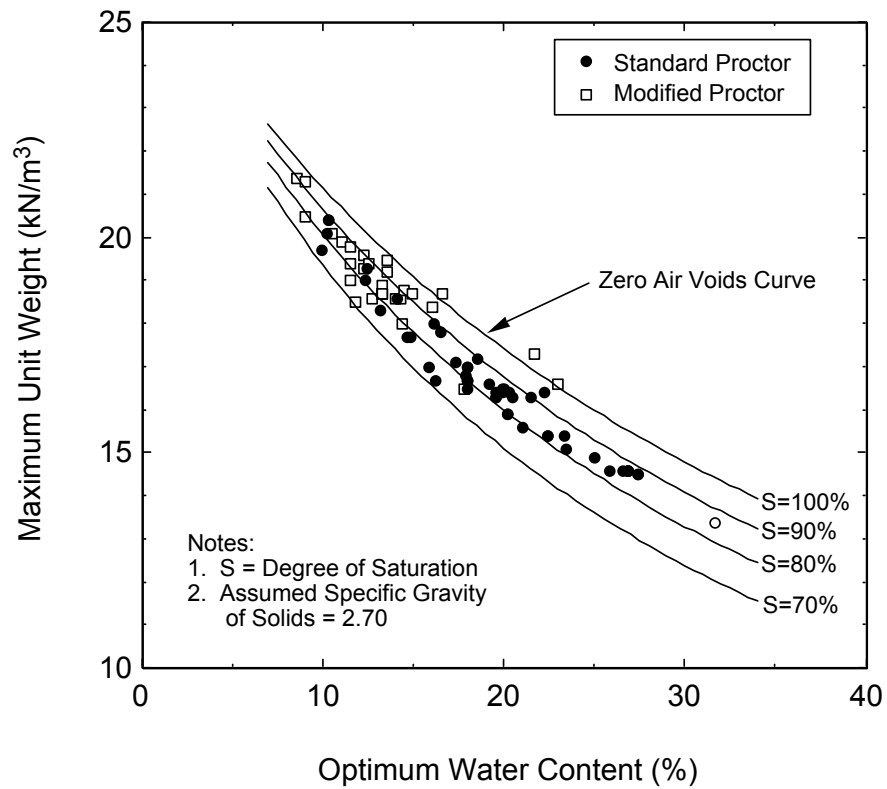 25
Standard Proctor
Modified Proctor
20
Zero Air Voids Curve
Maximum Unit Weight (kN/m³)
15
S=100%
S=90%
S=80%
S=70%
Notes:
1. S = Degree of Saturation
2. Assumed Specific Gravity
of Solids = 2.70
10
0 10 20 30 40
Optimum Water Content (%)